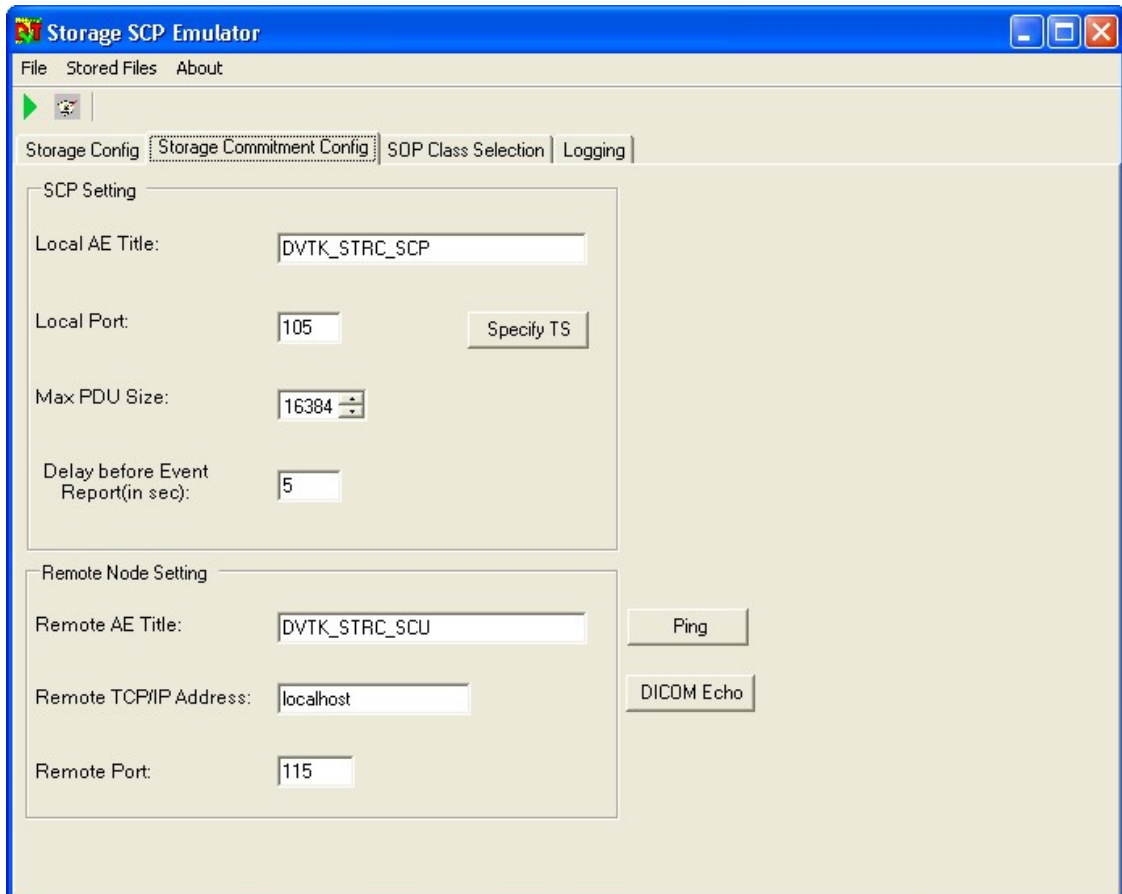 Storage SCP Emulator
File Stored Files About
Storage Config Storage Commitment Config SOP Class Selection Logging
SCP Setting
Local AE Title: DVTK_STRC_SCP
Local Port: 105 Specify TS
Max PDU Size: 16384
Delay before Event
Report(in sec): 5
Remote Node Setting
Remote AE Title: DVTK_STRC_SCU Ping
Remote TCP/IP Address: localhost DICOM Echo
Remote Port: 115